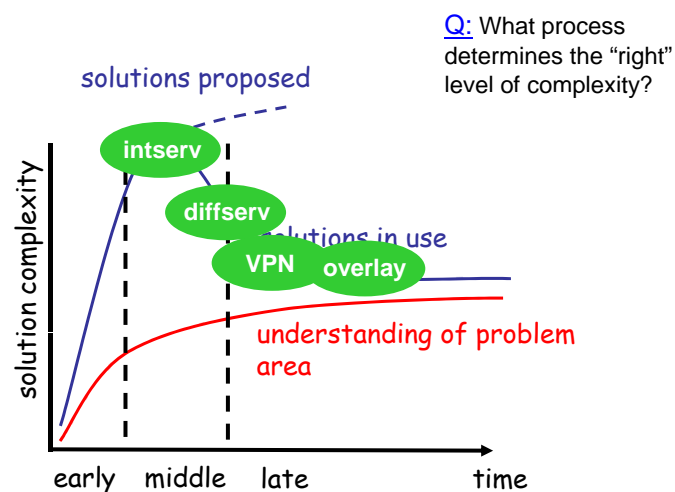 Q: What process
determines the “right”
level of complexity?
solutions proposed
intserv
diffserv
solutions in use
VPN
overlay
understanding of problem
area
solution complexity
early
middle
late
time